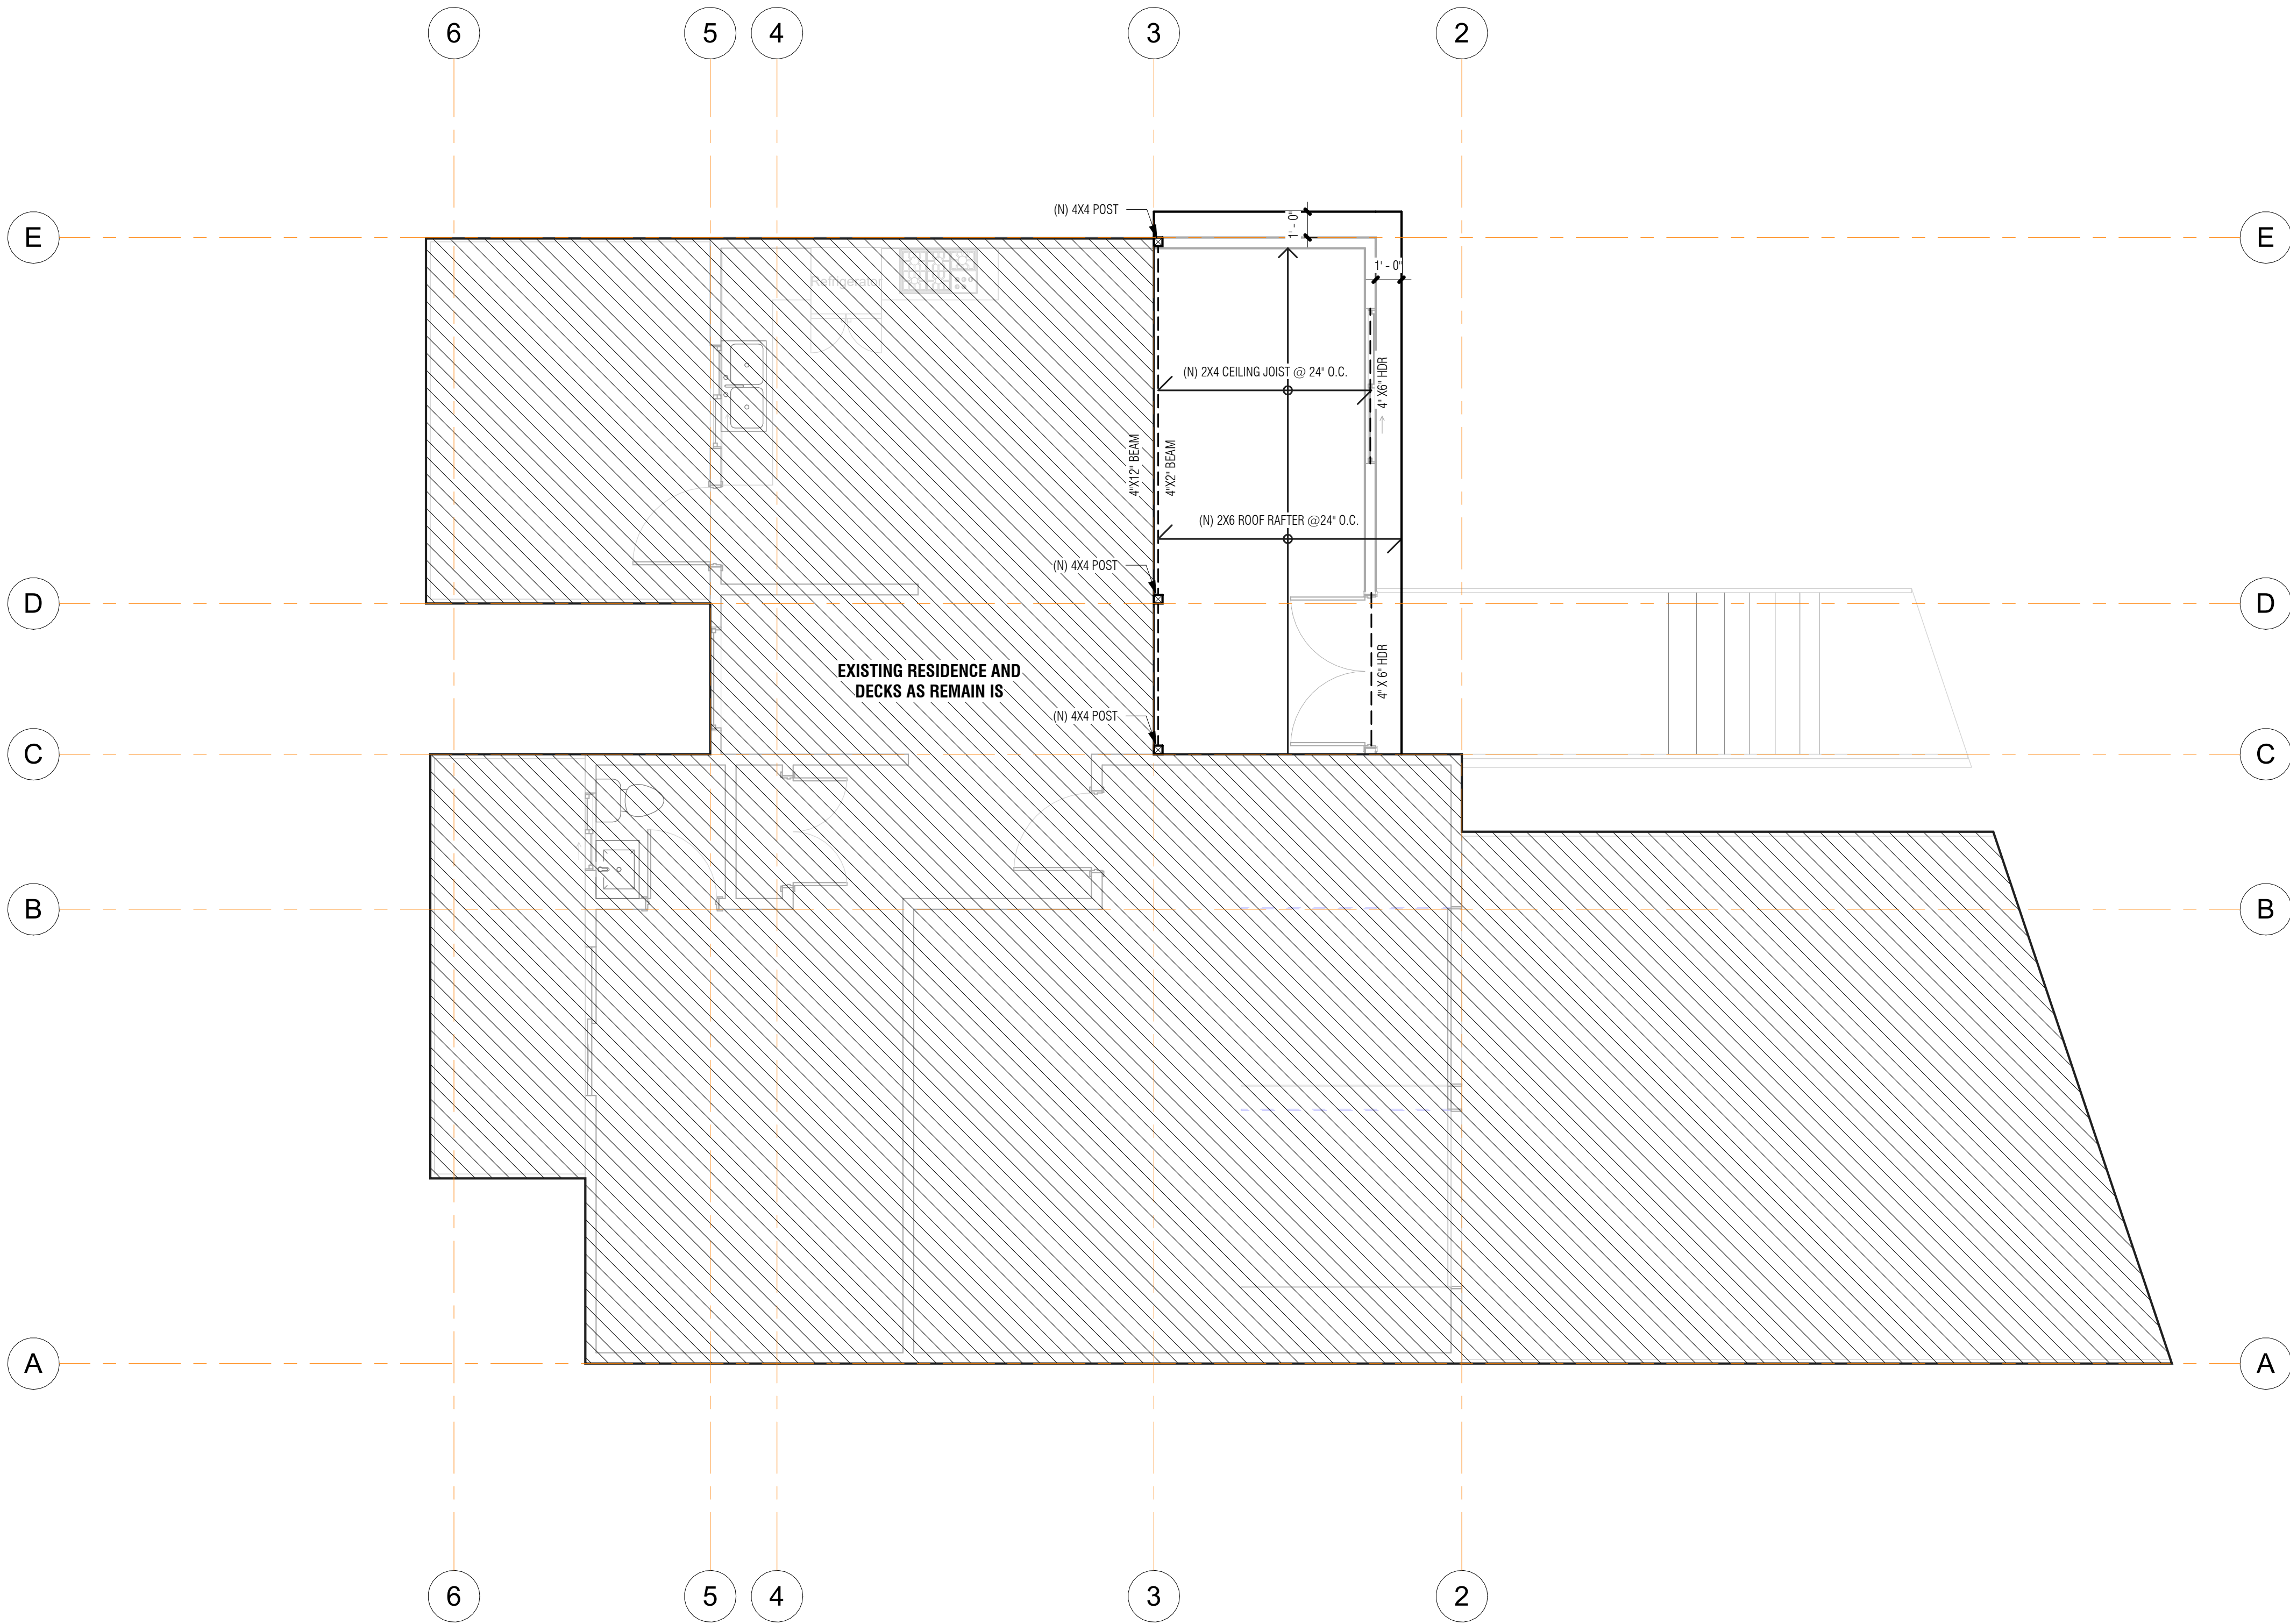 6
5
4
3
2
E
(N) 4X4 POST
1' - 0"
E
1' - 0"
Refrigerator
(N) 2X4 CEILING JOIST @ 24" O.C.
4" X6" HDR
4"X12" BEAM
4"X2" BEAM
(N) 2X6 ROOF RAFTER @24" O.C.
(N) 4X4 POST
D
D
EXISTING RESIDENCE AND
DECKS AS REMAIN IS
4" X 6" HDR
(N) 4X4 POST
C
C
B
B
A
A
6
5
4
3
2